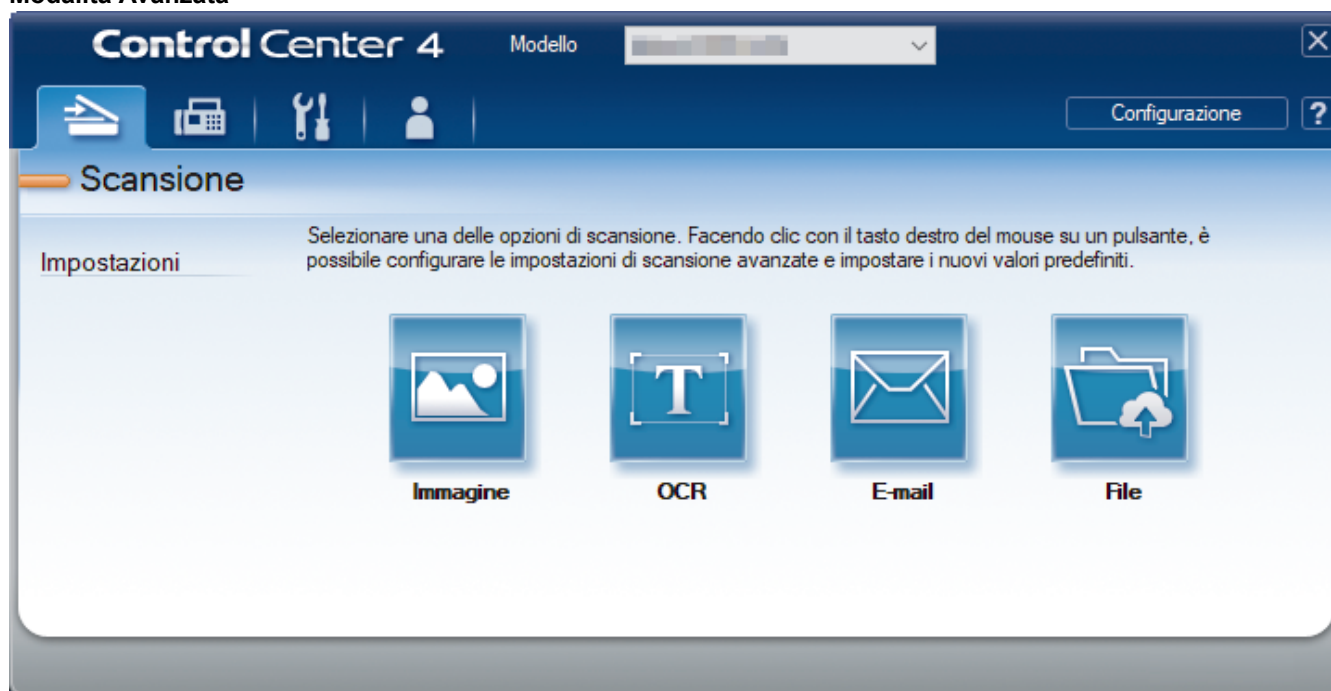 Modalità Avanzata
Control Center 4
Modello
Configurazione
?
Scansione
Impostazioni
Selezionare una delle opzioni di scansione. Facendo clic con il tasto destro del mouse su un pulsante, è
possibile configurare le impostazioni di scansione avanzate e impostare i nuovi valori predefiniti.
T
Immagine
OCR
E-mail
File